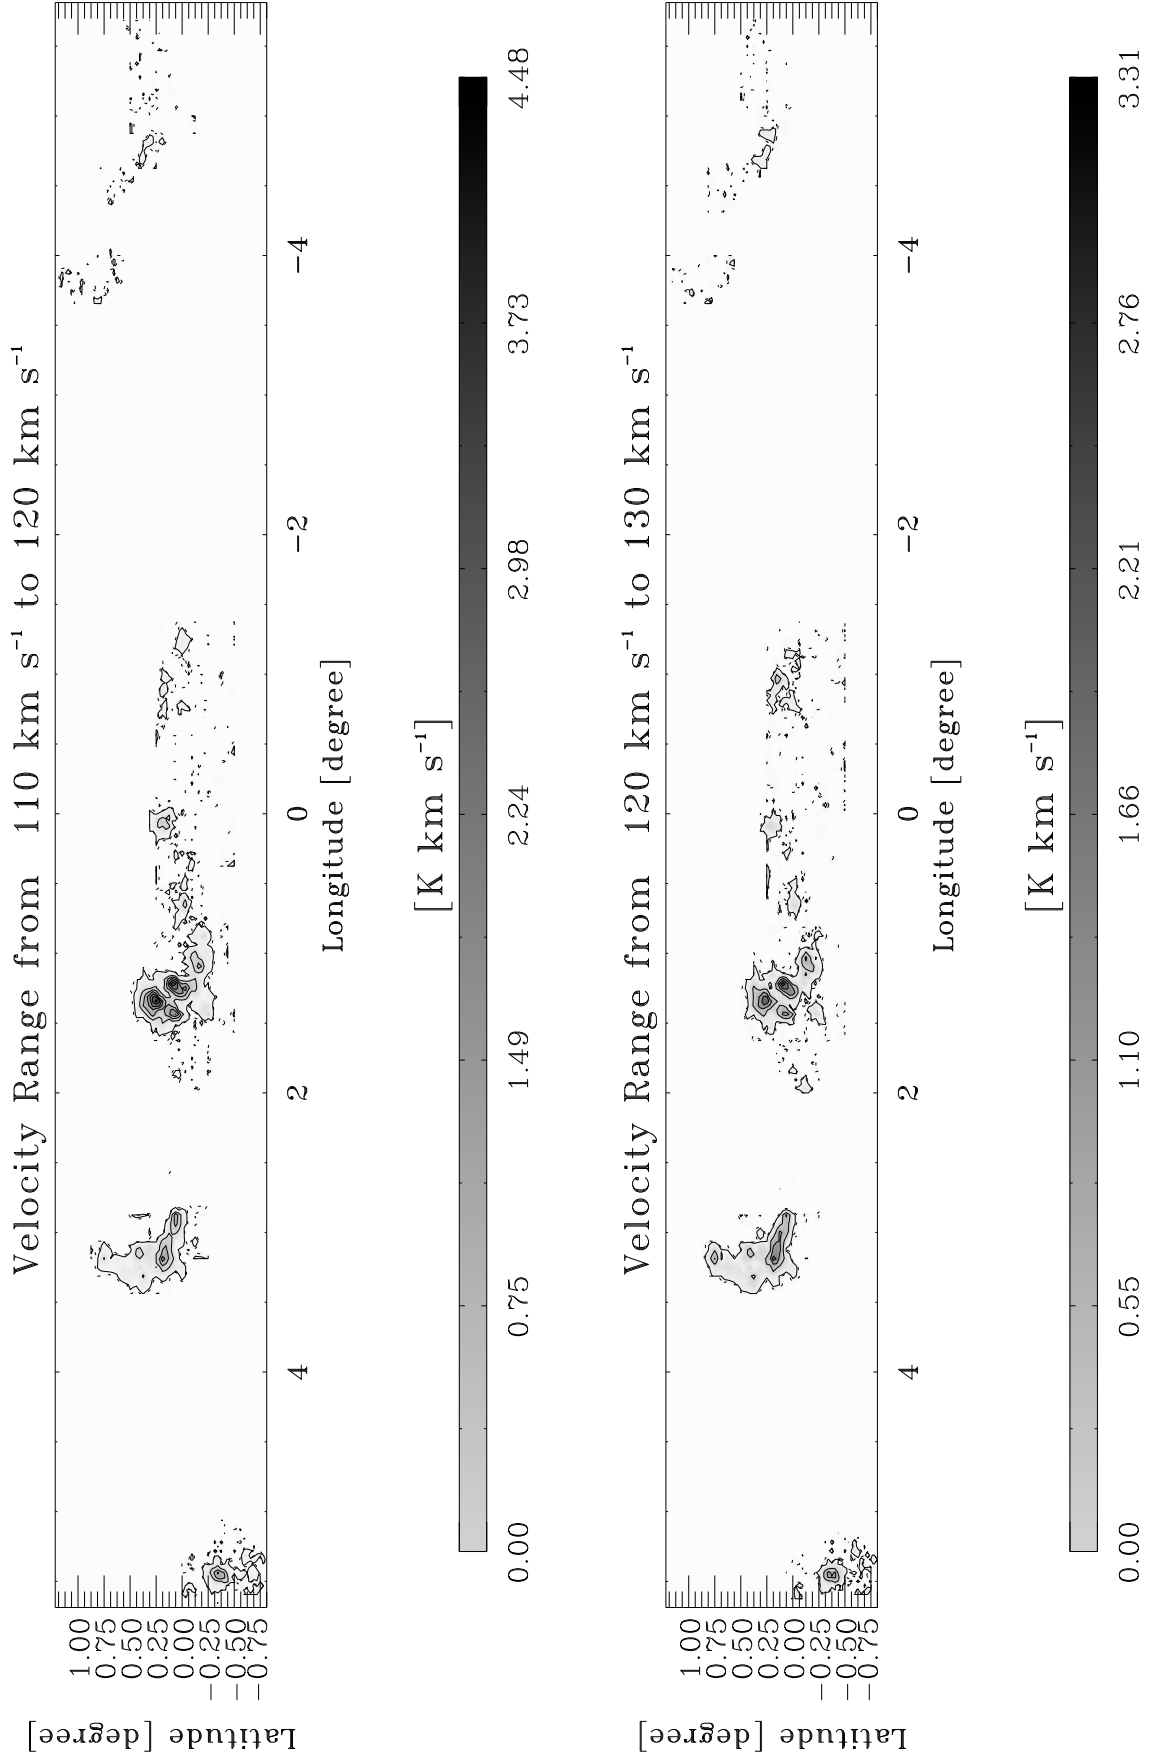 Velocity Range from 110 km s⁻¹ to 120 km s⁻¹
Latitude [degree]
1.00
0.75
0.50
0.25
0.00
−0.25
−0.50
−0.75
4 2 0 −2 −4
Longitude [degree]
[K km s⁻¹]
0.00 0.75 1.49 2.24 2.98 3.73 4.48
Velocity Range from 120 km s⁻¹ to 130 km s⁻¹
Latitude [degree]
1.00
0.75
0.50
0.25
0.00
−0.25
−0.50
−0.75
4 2 0 −2 −4
Longitude [degree]
[K km s⁻¹]
0.00 0.55 1.10 1.66 2.21 2.76 3.31